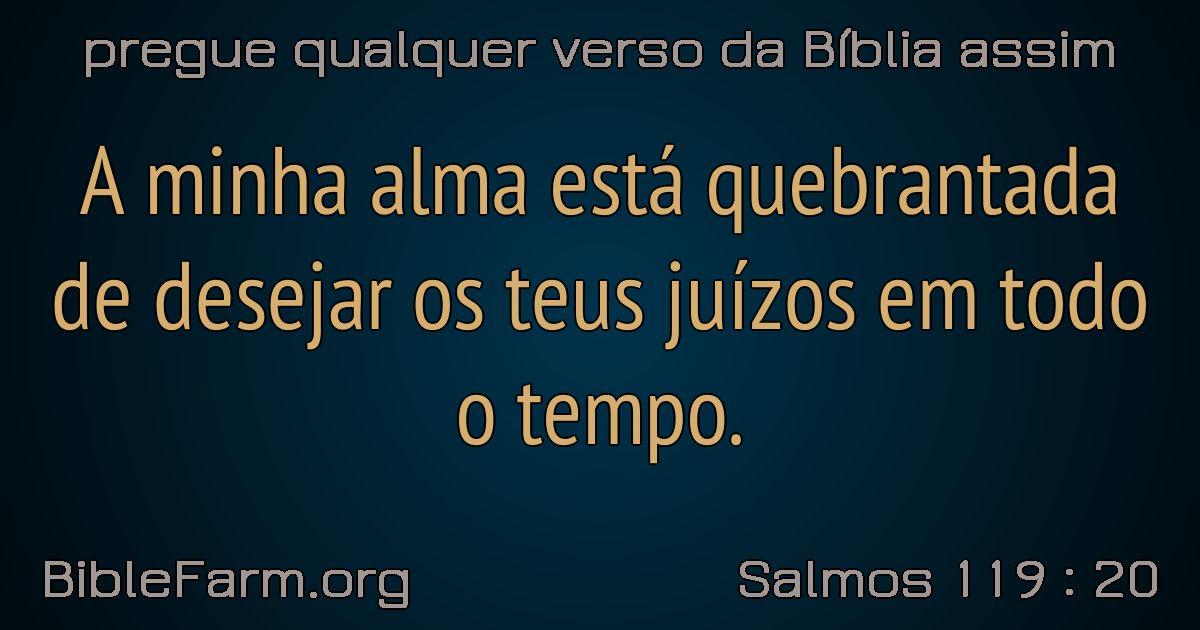 pregue qualquer verso da Bíblia assim
A minha alma está quebrantada
de desejar os teus juízos em todo
o tempo.
BibleFarm.org
Salmos 119 : 20